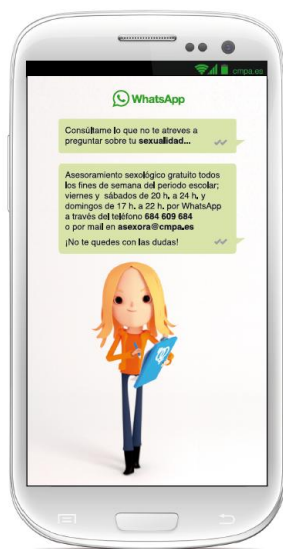 cmpa.es
WhatsApp
Consúltame lo que no te atreves a
preguntar sobre tu sexualidad...
Asesoramiento sexológico gratuito todos
los fines de semana del periodo escolar;
viernes y sábados de 20 h. a 24 h. y
domingos de 17 h. a 22 h. por WhatsApp
a través del teléfono 684 609 684
o por mail en asexora@cmpa.es
¡No te quedes con las dudas!